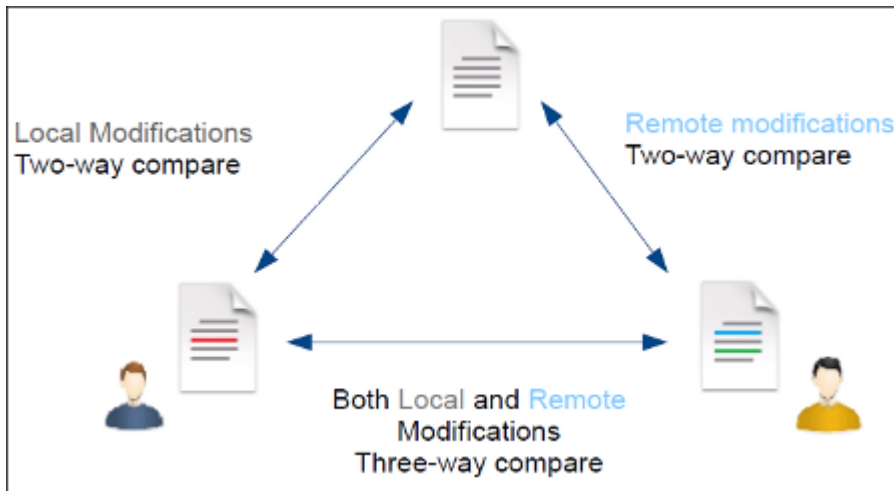 Local Modifications
Two-way compare
Remote modifications
Two-way compare
Both Local and Remote
Modifications
Three-way compare